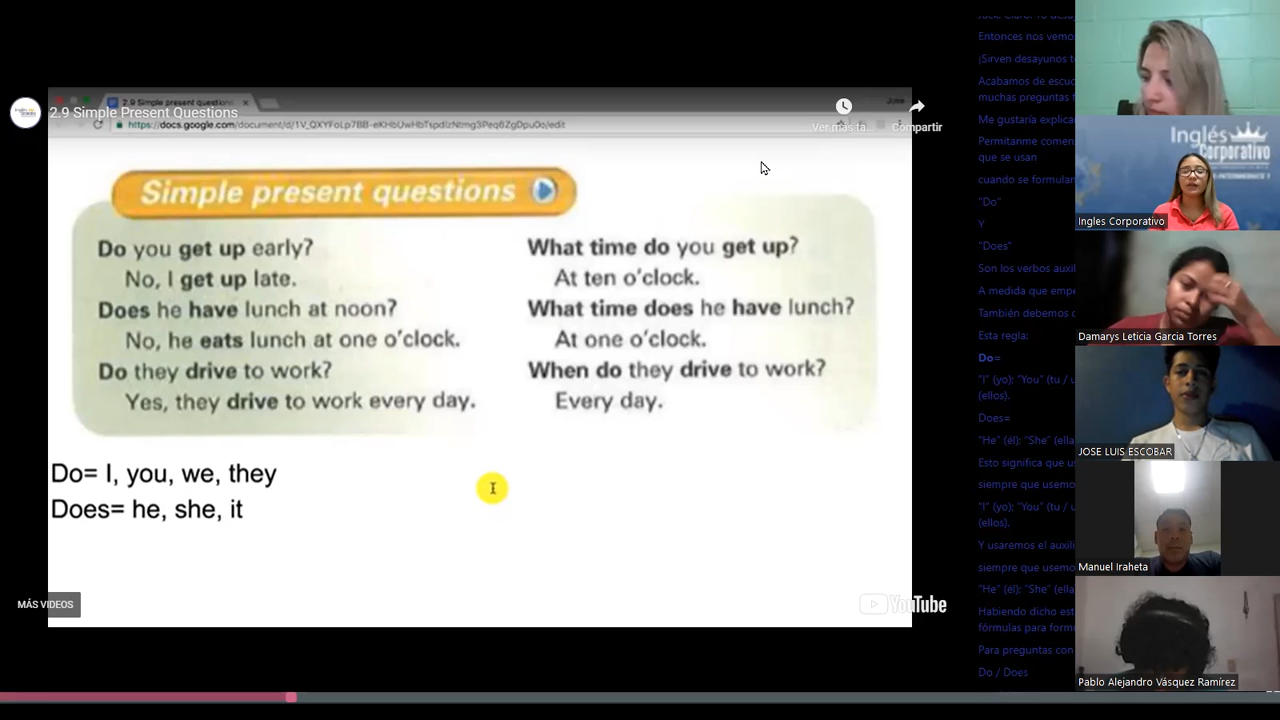 2.9 Simple Present Questions
2.9 Simple Present Questions
Ver más ta...
Compartir
Simple present questions
Do you get up early?
No, I get up late.
Does he have lunch at noon?
No, he eats lunch at one o'clock.
Do they drive to work?
Yes, they drive to work every day.
What time do you get up?
At ten o'clock.
What time does he have lunch?
At one o'clock.
When do they drive to work?
Every day.
Do= I, you, we, they
Does= he, she, it
MÁS VIDEOS
YouTube
Entonces nos vemo
¡Sirven desayunos t
Acabamos de escuc
muchas preguntas f
Me gustaría explica
Permitanme comen
que se usan
cuando se formular
"Do"
Y
"Does"
Son los verbos auxil
A medida que empe
También debemos c
Esta regla:
Do=
"I" (yo); "You" (tu / u
(ellos).
Does=
"He" (él); "She" (ella
Esto significa que us
siempre que usemo
"I" (yo); "You" (tu / u
(ellos).
Y usaremos el auxili
siempre que usemo
"He" (él); "She" (ella
Habiendo dicho est
fórmulas para form
Para preguntas con
Do / Does
Inglés
Corporativo
Ingles Corporativo
Damarys Leticia Garcia Torres
JOSE LUIS ESCOBAR
Manuel Iraheta
Pablo Alejandro Vásquez Ramírez